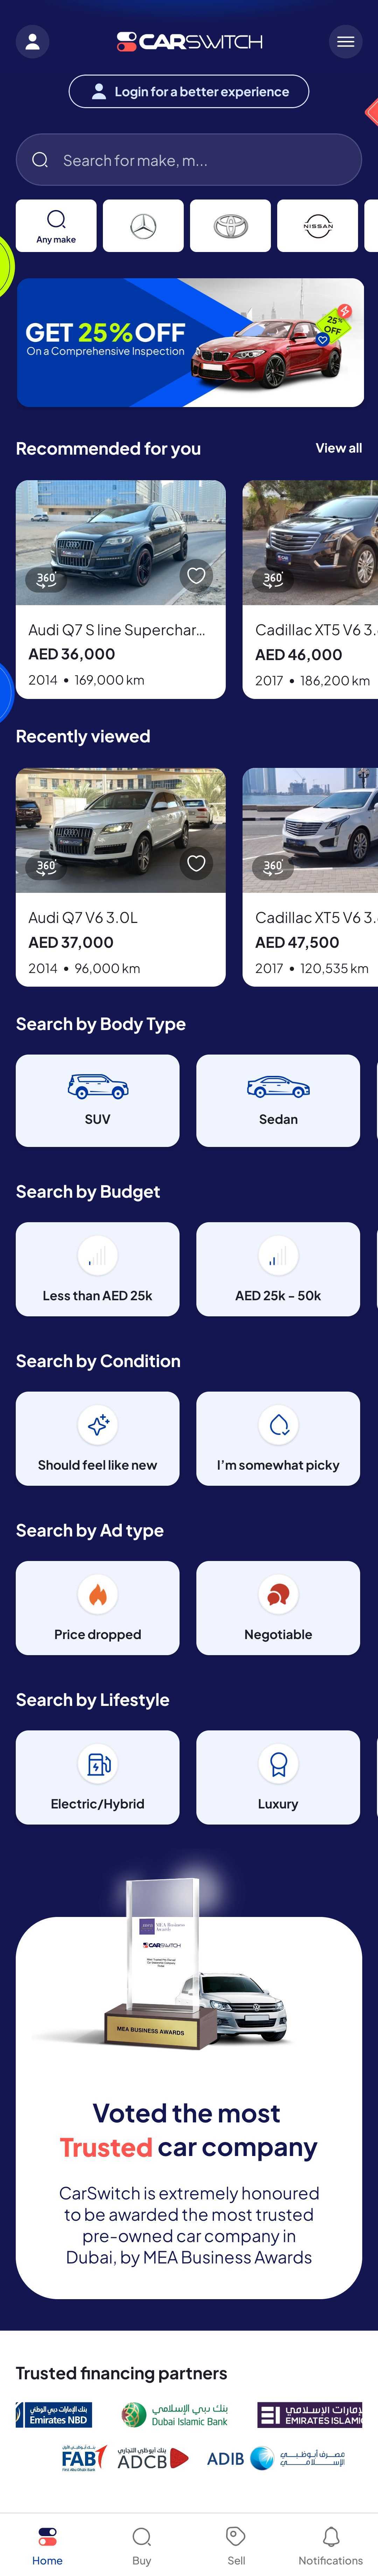 CARSWITCH
Login for a better experience
Search for make, m...
Any make
NISSAN
GET 25% OFF
On a Comprehensive Inspection
25%
OFF
Recommended for you
View all
360°
360°
Audi Q7 S line Superchar...
Cadillac XT5 V6 3.
AED 36,000
AED 46,000
2014 • 169,000 km
2017 • 186,200 km
Recently viewed
360°
360°
Audi Q7 V6 3.0L
Cadillac XT5 V6 3.
AED 37,000
AED 47,500
2014 • 96,000 km
2017 • 120,535 km
Search by Body Type
SUV
Sedan
Search by Budget
Less than AED 25k
AED 25k - 50k
Search by Condition
Should feel like new
I'm somewhat picky
Search by Ad type
Price dropped
Negotiable
Search by Lifestyle
Electric/Hybrid
Luxury
MEA Business
Awards
CARSWITCH
MEA BUSINESS AWARDS
Voted the most
Trusted car company
CarSwitch is extremely honoured
to be awarded the most trusted
pre-owned car company in
Dubai, by MEA Business Awards
Trusted financing partners
بنك الإمارات دبي الوطني
Emirates NBD
بنك دبي الإسلامي
Dubai Islamic Bank
الإمارات الإسلامي
EMIRATES ISLAMI
بنك أبوظبي الأول
FAB
First Abu Dhabi Bank
بنك أبوظبي التجاري
ADCB
ADIB
مصرف أبوظبي
الإسلامي
Home
Buy
Sell
Notifications